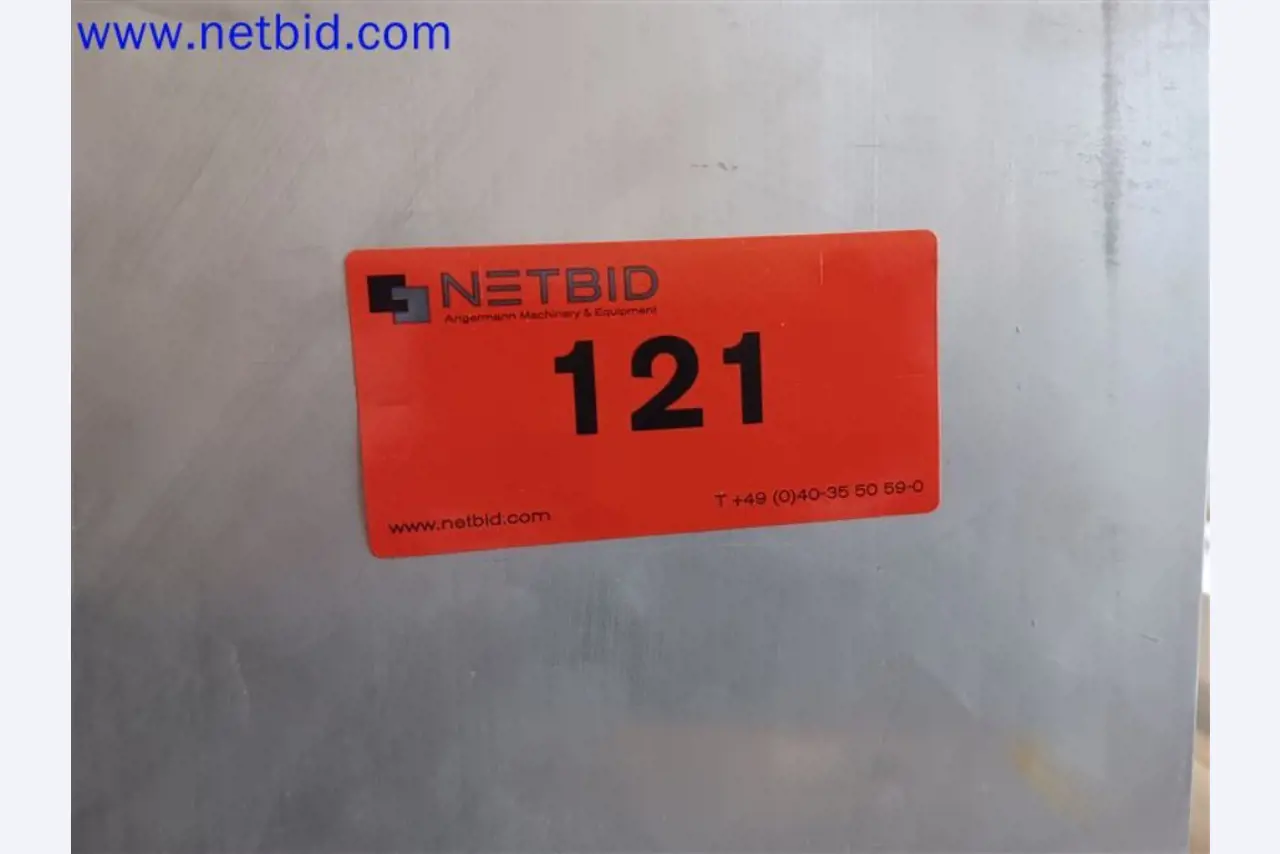 www.netbid.com
NETBID
Angermann Machinery & Equipment
121
www.netbid.com
T +49 (0)40-35 50 59-0